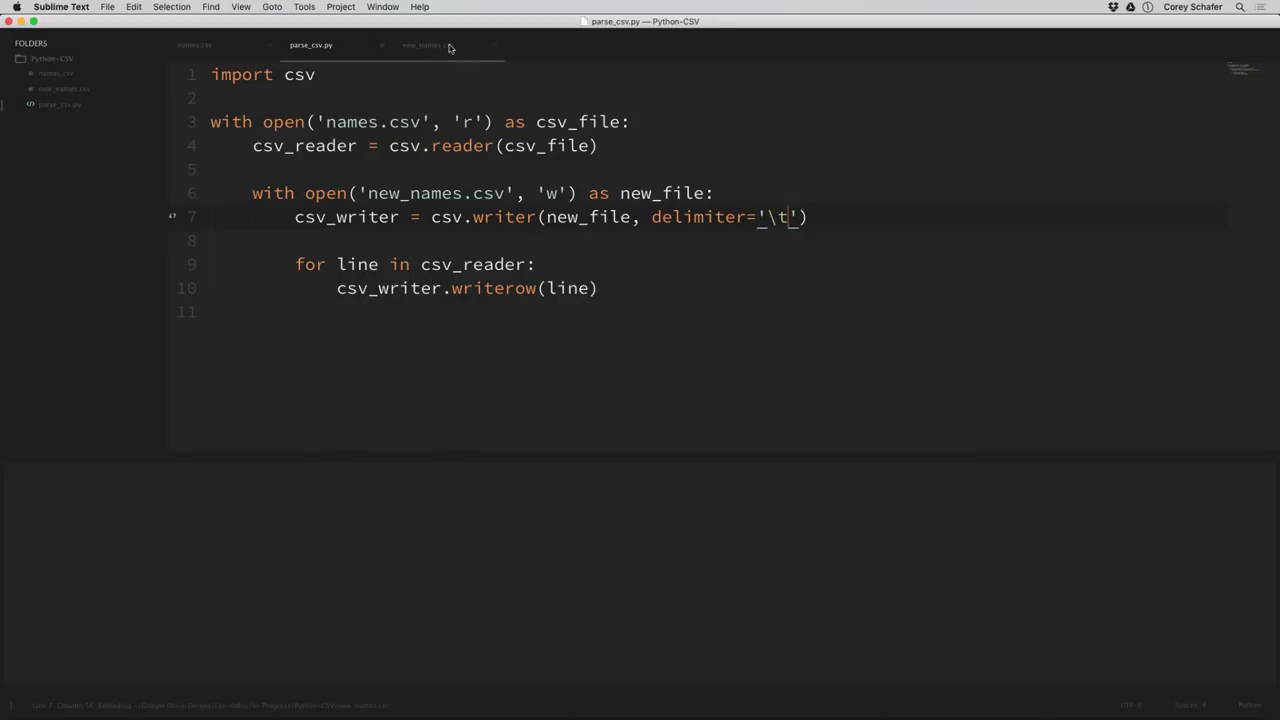 Sublime Text File Edit Selection Find View Goto Tools Project Window Help Corey Schafer
parse_csv.py — Python-CSV
FOLDERS
Python-CSV
names.csv
new_names.csv
parse_csv.py
names.csv parse_csv.py new_names
1 import csv
2
3 with open('names.csv', 'r') as csv_file:
4 csv_reader = csv.reader(csv_file)
5
6 with open('new_names.csv', 'w') as new_file:
7 csv_writer = csv.writer(new_file, delimiter='\t')
8
9 for line in csv_reader:
10 csv_writer.writerow(line)
11
Line 7, Column 56 UTF-8 Spaces: 4 Python